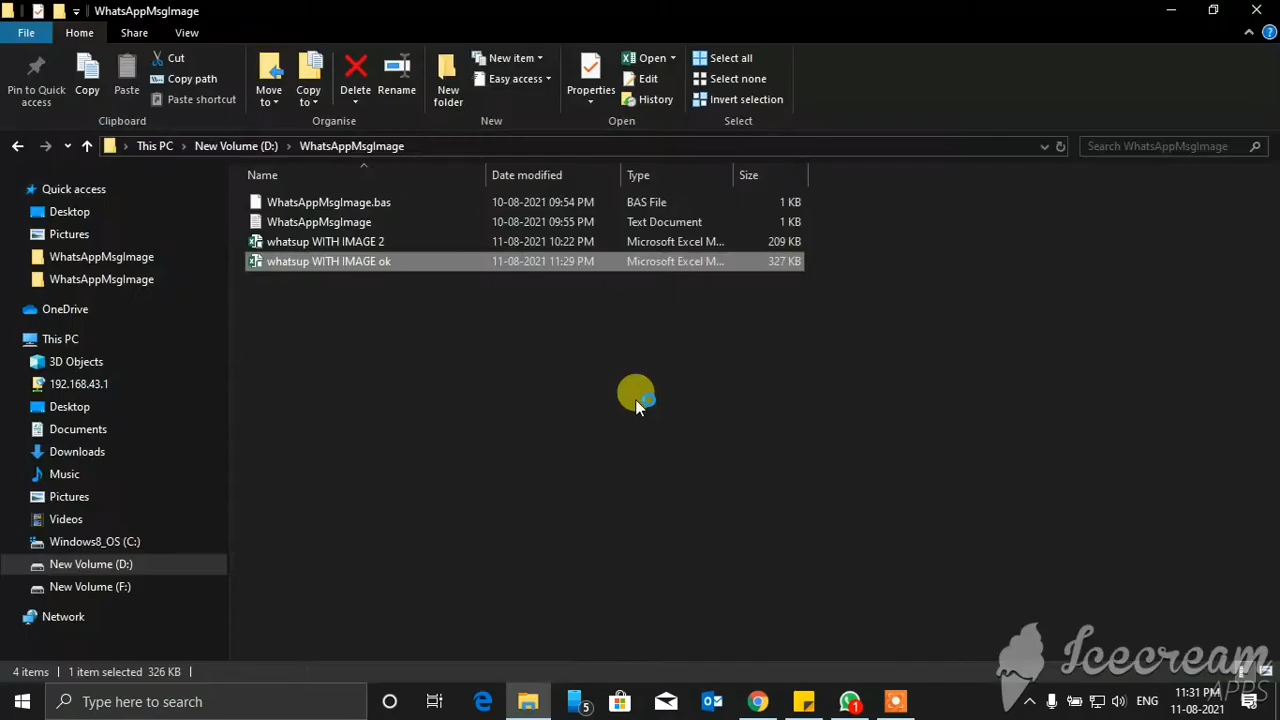 WhatsAppMsgImage
File Home Share View
Pin to Quick access
Copy
Paste
Cut
Copy path
Paste shortcut
Clipboard
Move to
Copy to
Delete
Rename
Organise
New folder
New item
Easy access
New
Properties
Open
Edit
History
Open
Select all
Select none
Invert selection
Select
This PC New Volume (D:) WhatsAppMsgImage
Search WhatsAppMsgImage
Name Date modified Type Size
WhatsAppMsgImage.bas 10-08-2021 09:54 PM BAS File 1 KB
WhatsAppMsgImage 10-08-2021 09:55 PM Text Document 1 KB
whatsup WITH IMAGE 2 11-08-2021 10:22 PM Microsoft Excel M... 209 KB
whatsup WITH IMAGE ok 11-08-2021 11:29 PM Microsoft Excel M... 327 KB
Quick access
Desktop
Pictures
WhatsAppMsgImage
WhatsAppMsgImage
OneDrive
This PC
3D Objects
192.168.43.1
Desktop
Documents
Downloads
Music
Pictures
Videos
Windows8_OS (C:)
New Volume (D:)
New Volume (F:)
Network
4 items 1 item selected 326 KB
Icecream
APPS
Type here to search
5
1
ENG
11:31 PM
11-08-2021